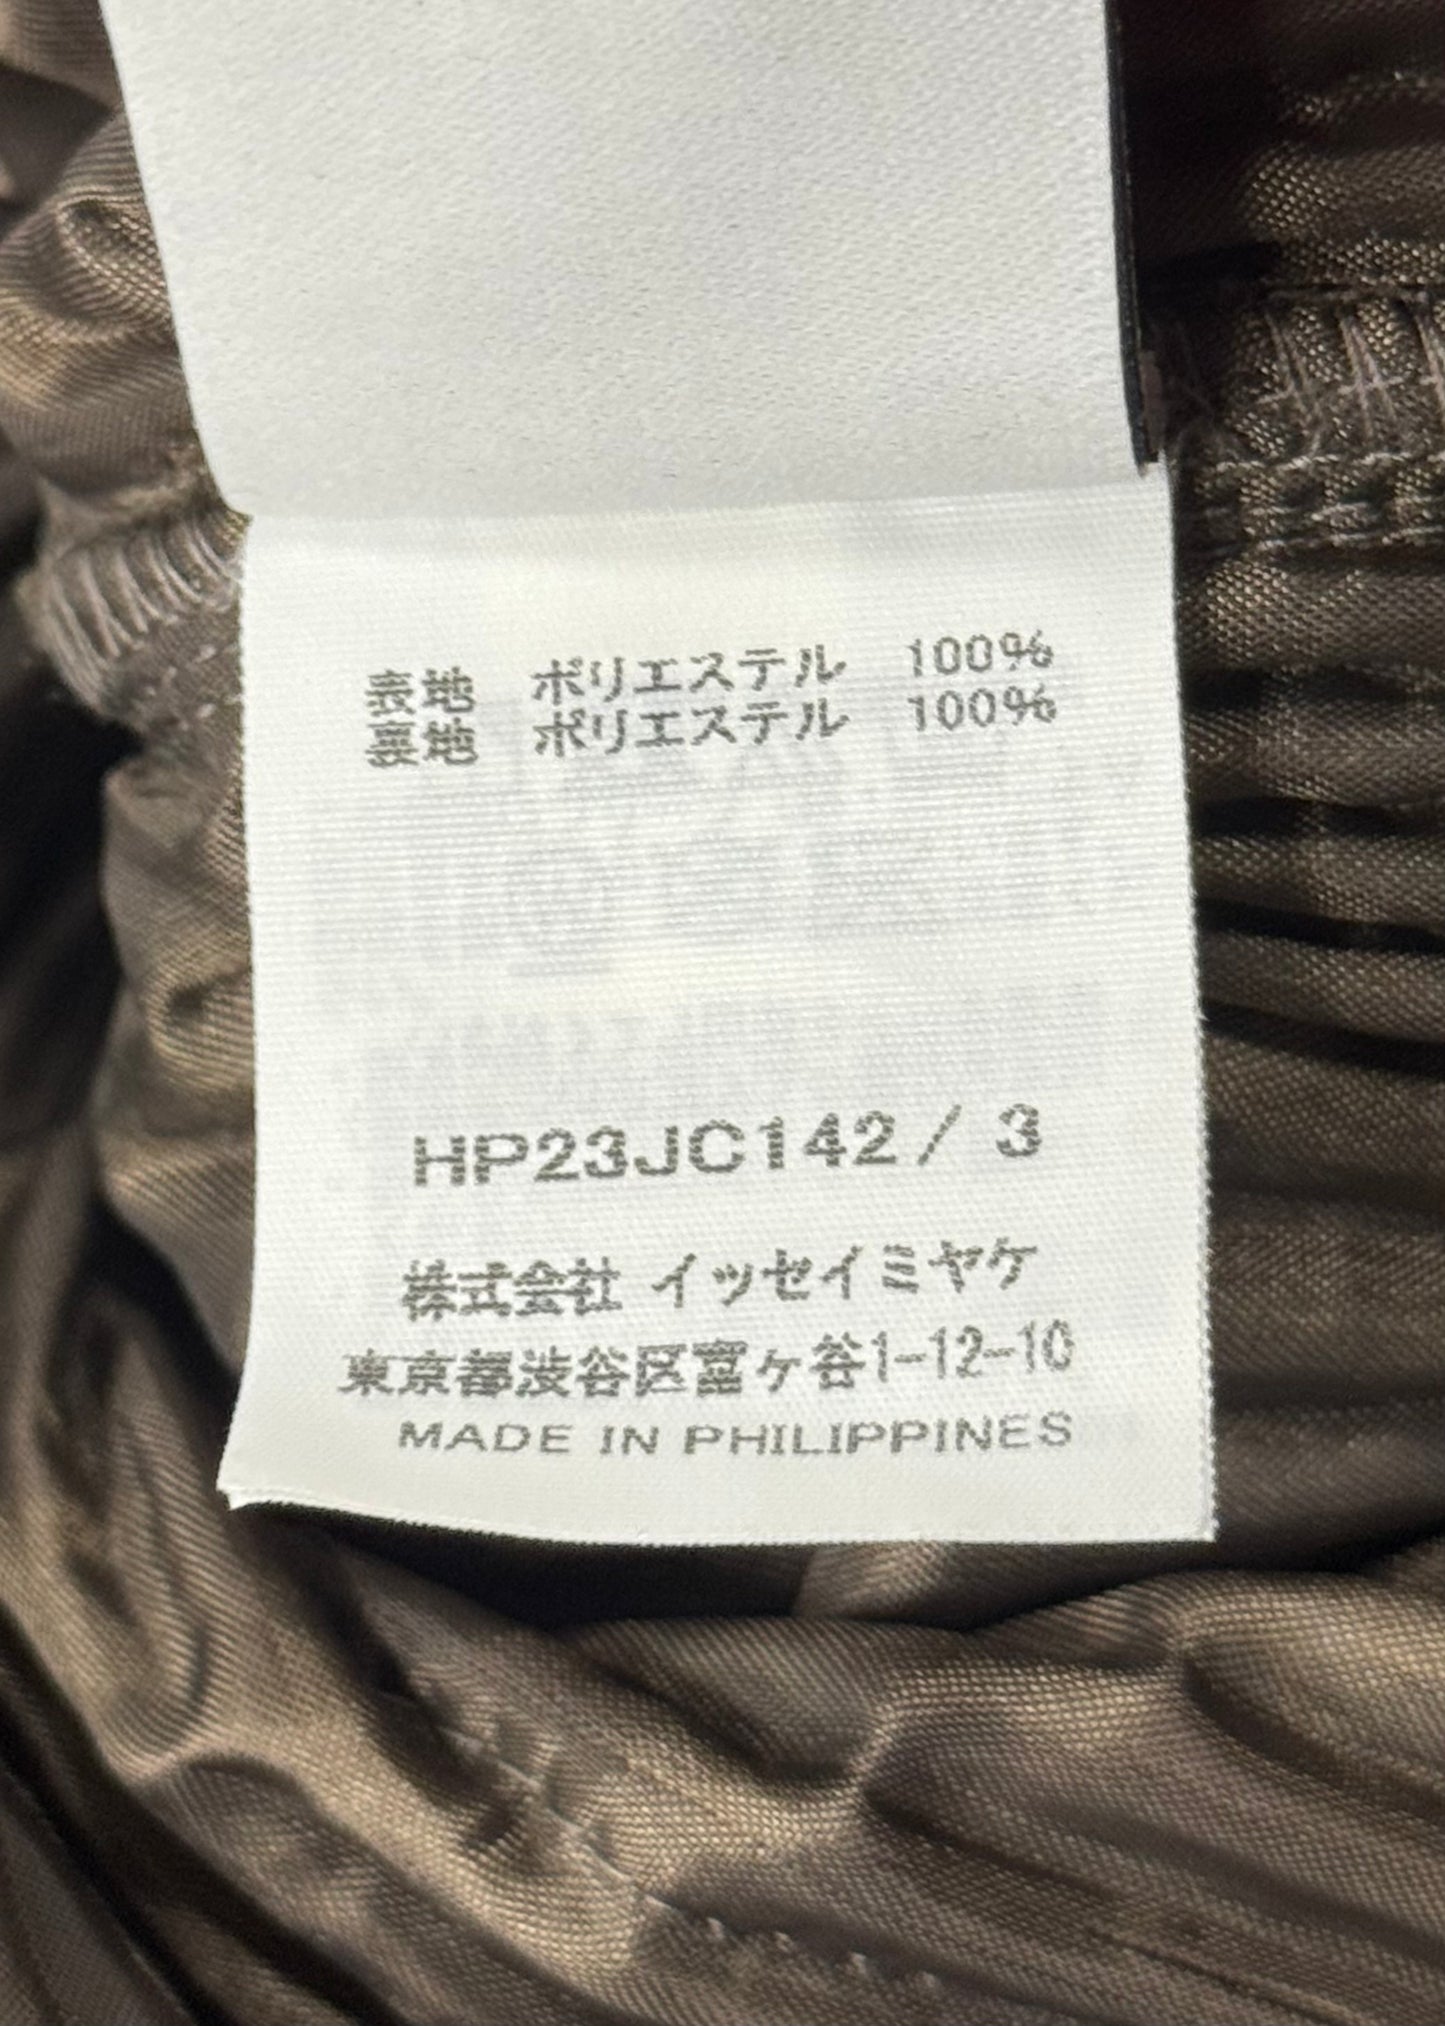 表地 ポリエステル 100%
裏地 ポリエステル 100%
HP23JC142 / 3
株式会社 イッセイミヤケ
東京都渋谷区富ヶ谷1-12-10
MADE IN PHILIPPINES